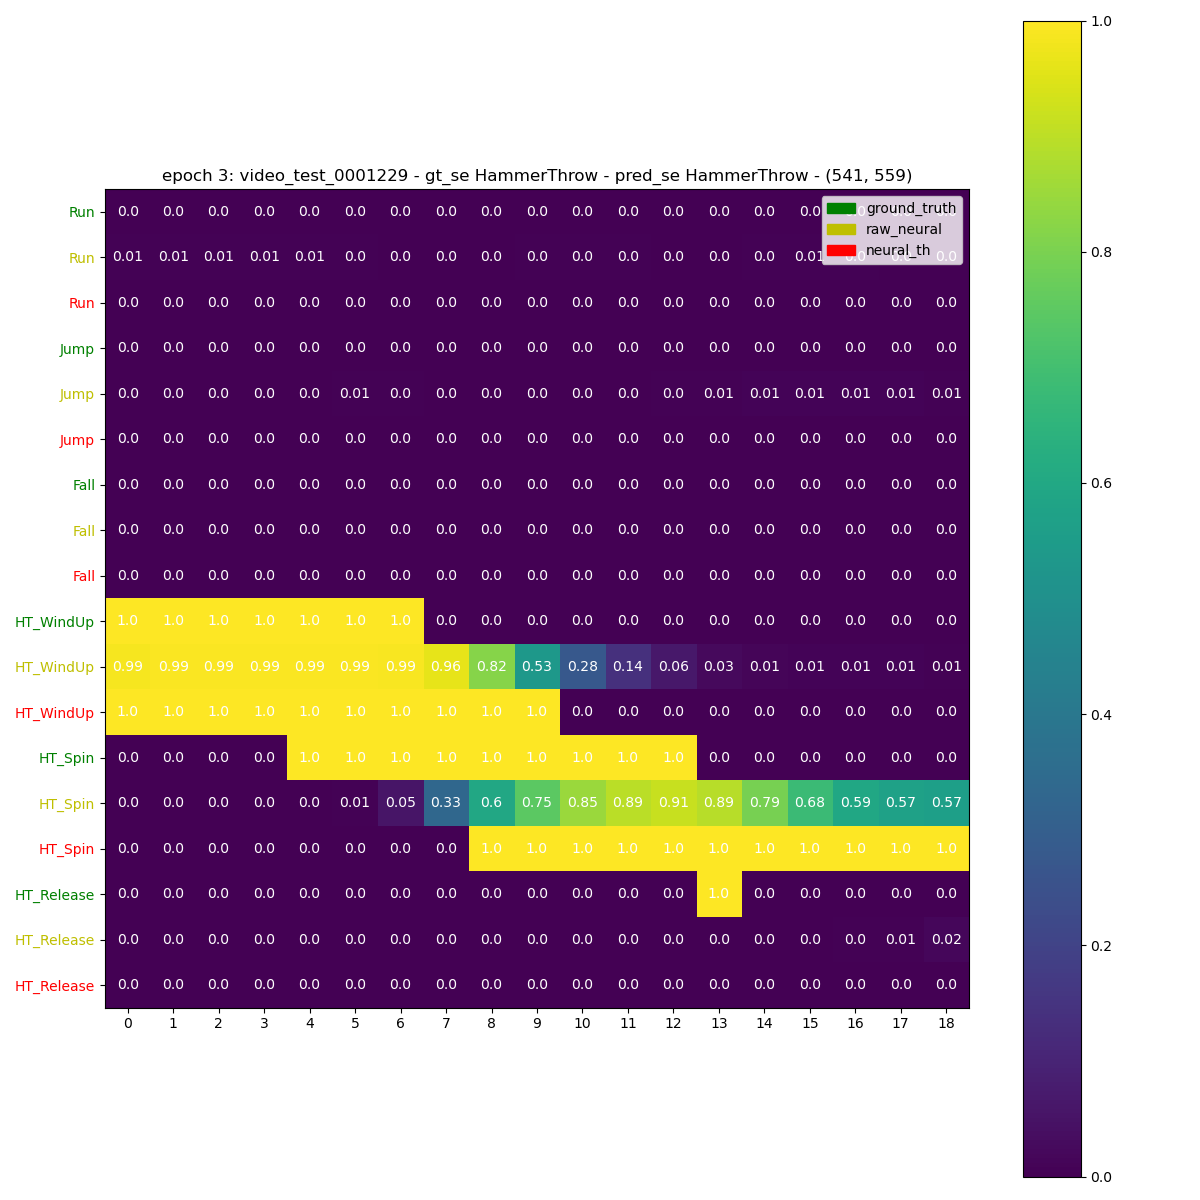 epoch 3: video_test_0001229 - gt_se HammerThrow - pred_se HammerThrow - (541, 559)
ground_truth
raw_neural
neural_th
Run 0.0 0.0 0.0 0.0 0.0 0.0 0.0 0.0 0.0 0.0 0.0 0.0 0.0 0.0 0.0 0.0
Run 0.01 0.01 0.01 0.01 0.01 0.0 0.0 0.0 0.0 0.0 0.0 0.0 0.0 0.0 0.0 0.01
Run 0.0 0.0 0.0 0.0 0.0 0.0 0.0 0.0 0.0 0.0 0.0 0.0 0.0 0.0 0.0 0.0 0.0 0.0 0.0
Jump 0.0 0.0 0.0 0.0 0.0 0.0 0.0 0.0 0.0 0.0 0.0 0.0 0.0 0.0 0.0 0.0 0.0 0.0 0.0
Jump 0.0 0.0 0.0 0.0 0.0 0.01 0.0 0.0 0.0 0.0 0.0 0.0 0.0 0.01 0.01 0.01 0.01 0.01 0.01
Jump 0.0 0.0 0.0 0.0 0.0 0.0 0.0 0.0 0.0 0.0 0.0 0.0 0.0 0.0 0.0 0.0 0.0 0.0 0.0
Fall 0.0 0.0 0.0 0.0 0.0 0.0 0.0 0.0 0.0 0.0 0.0 0.0 0.0 0.0 0.0 0.0 0.0 0.0 0.0
Fall 0.0 0.0 0.0 0.0 0.0 0.0 0.0 0.0 0.0 0.0 0.0 0.0 0.0 0.0 0.0 0.0 0.0 0.0 0.0
Fall 0.0 0.0 0.0 0.0 0.0 0.0 0.0 0.0 0.0 0.0 0.0 0.0 0.0 0.0 0.0 0.0 0.0 0.0 0.0
HT_WindUp 1.0 1.0 1.0 1.0 1.0 1.0 1.0 0.0 0.0 0.0 0.0 0.0 0.0 0.0 0.0 0.0 0.0 0.0 0.0
HT_WindUp 0.99 0.99 0.99 0.99 0.99 0.99 0.99 0.96 0.82 0.53 0.28 0.14 0.06 0.03 0.01 0.01 0.01 0.01 0.01
HT_WindUp 1.0 1.0 1.0 1.0 1.0 1.0 1.0 1.0 1.0 1.0 0.0 0.0 0.0 0.0 0.0 0.0 0.0 0.0 0.0
HT_Spin 0.0 0.0 0.0 0.0 1.0 1.0 1.0 1.0 1.0 1.0 1.0 1.0 1.0 0.0 0.0 0.0 0.0 0.0 0.0
HT_Spin 0.0 0.0 0.0 0.0 0.0 0.01 0.05 0.33 0.6 0.75 0.85 0.89 0.91 0.89 0.79 0.68 0.59 0.57 0.57
HT_Spin 0.0 0.0 0.0 0.0 0.0 0.0 0.0 0.0 1.0 1.0 1.0 1.0 1.0 1.0 1.0 1.0 1.0 1.0 1.0
HT_Release 0.0 0.0 0.0 0.0 0.0 0.0 0.0 0.0 0.0 0.0 0.0 0.0 0.0 1.0 0.0 0.0 0.0 0.0 0.0
HT_Release 0.0 0.0 0.0 0.0 0.0 0.0 0.0 0.0 0.0 0.0 0.0 0.0 0.0 0.0 0.0 0.0 0.0 0.01 0.02
HT_Release 0.0 0.0 0.0 0.0 0.0 0.0 0.0 0.0 0.0 0.0 0.0 0.0 0.0 0.0 0.0 0.0 0.0 0.0 0.0
0 1 2 3 4 5 6 7 8 9 10 11 12 13 14 15 16 17 18
1.0
0.8
0.6
0.4
0.2
0.0